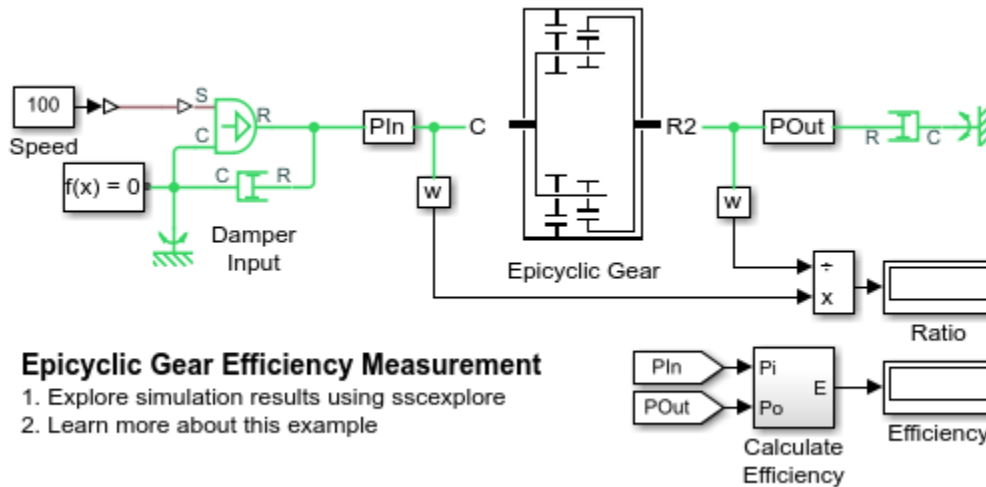 100
Speed
S
R
C
f(x) = 0
C
R
Damper
Input
PIn
w
C
Epicyclic Gear
R2
w
POut
R
C
÷
x
Ratio
Epicyclic Gear Efficiency Measurement
1. Explore simulation results using sscexplore
2. Learn more about this example
PIn
POut
Pi
Po
E
Calculate
Efficiency
Efficiency